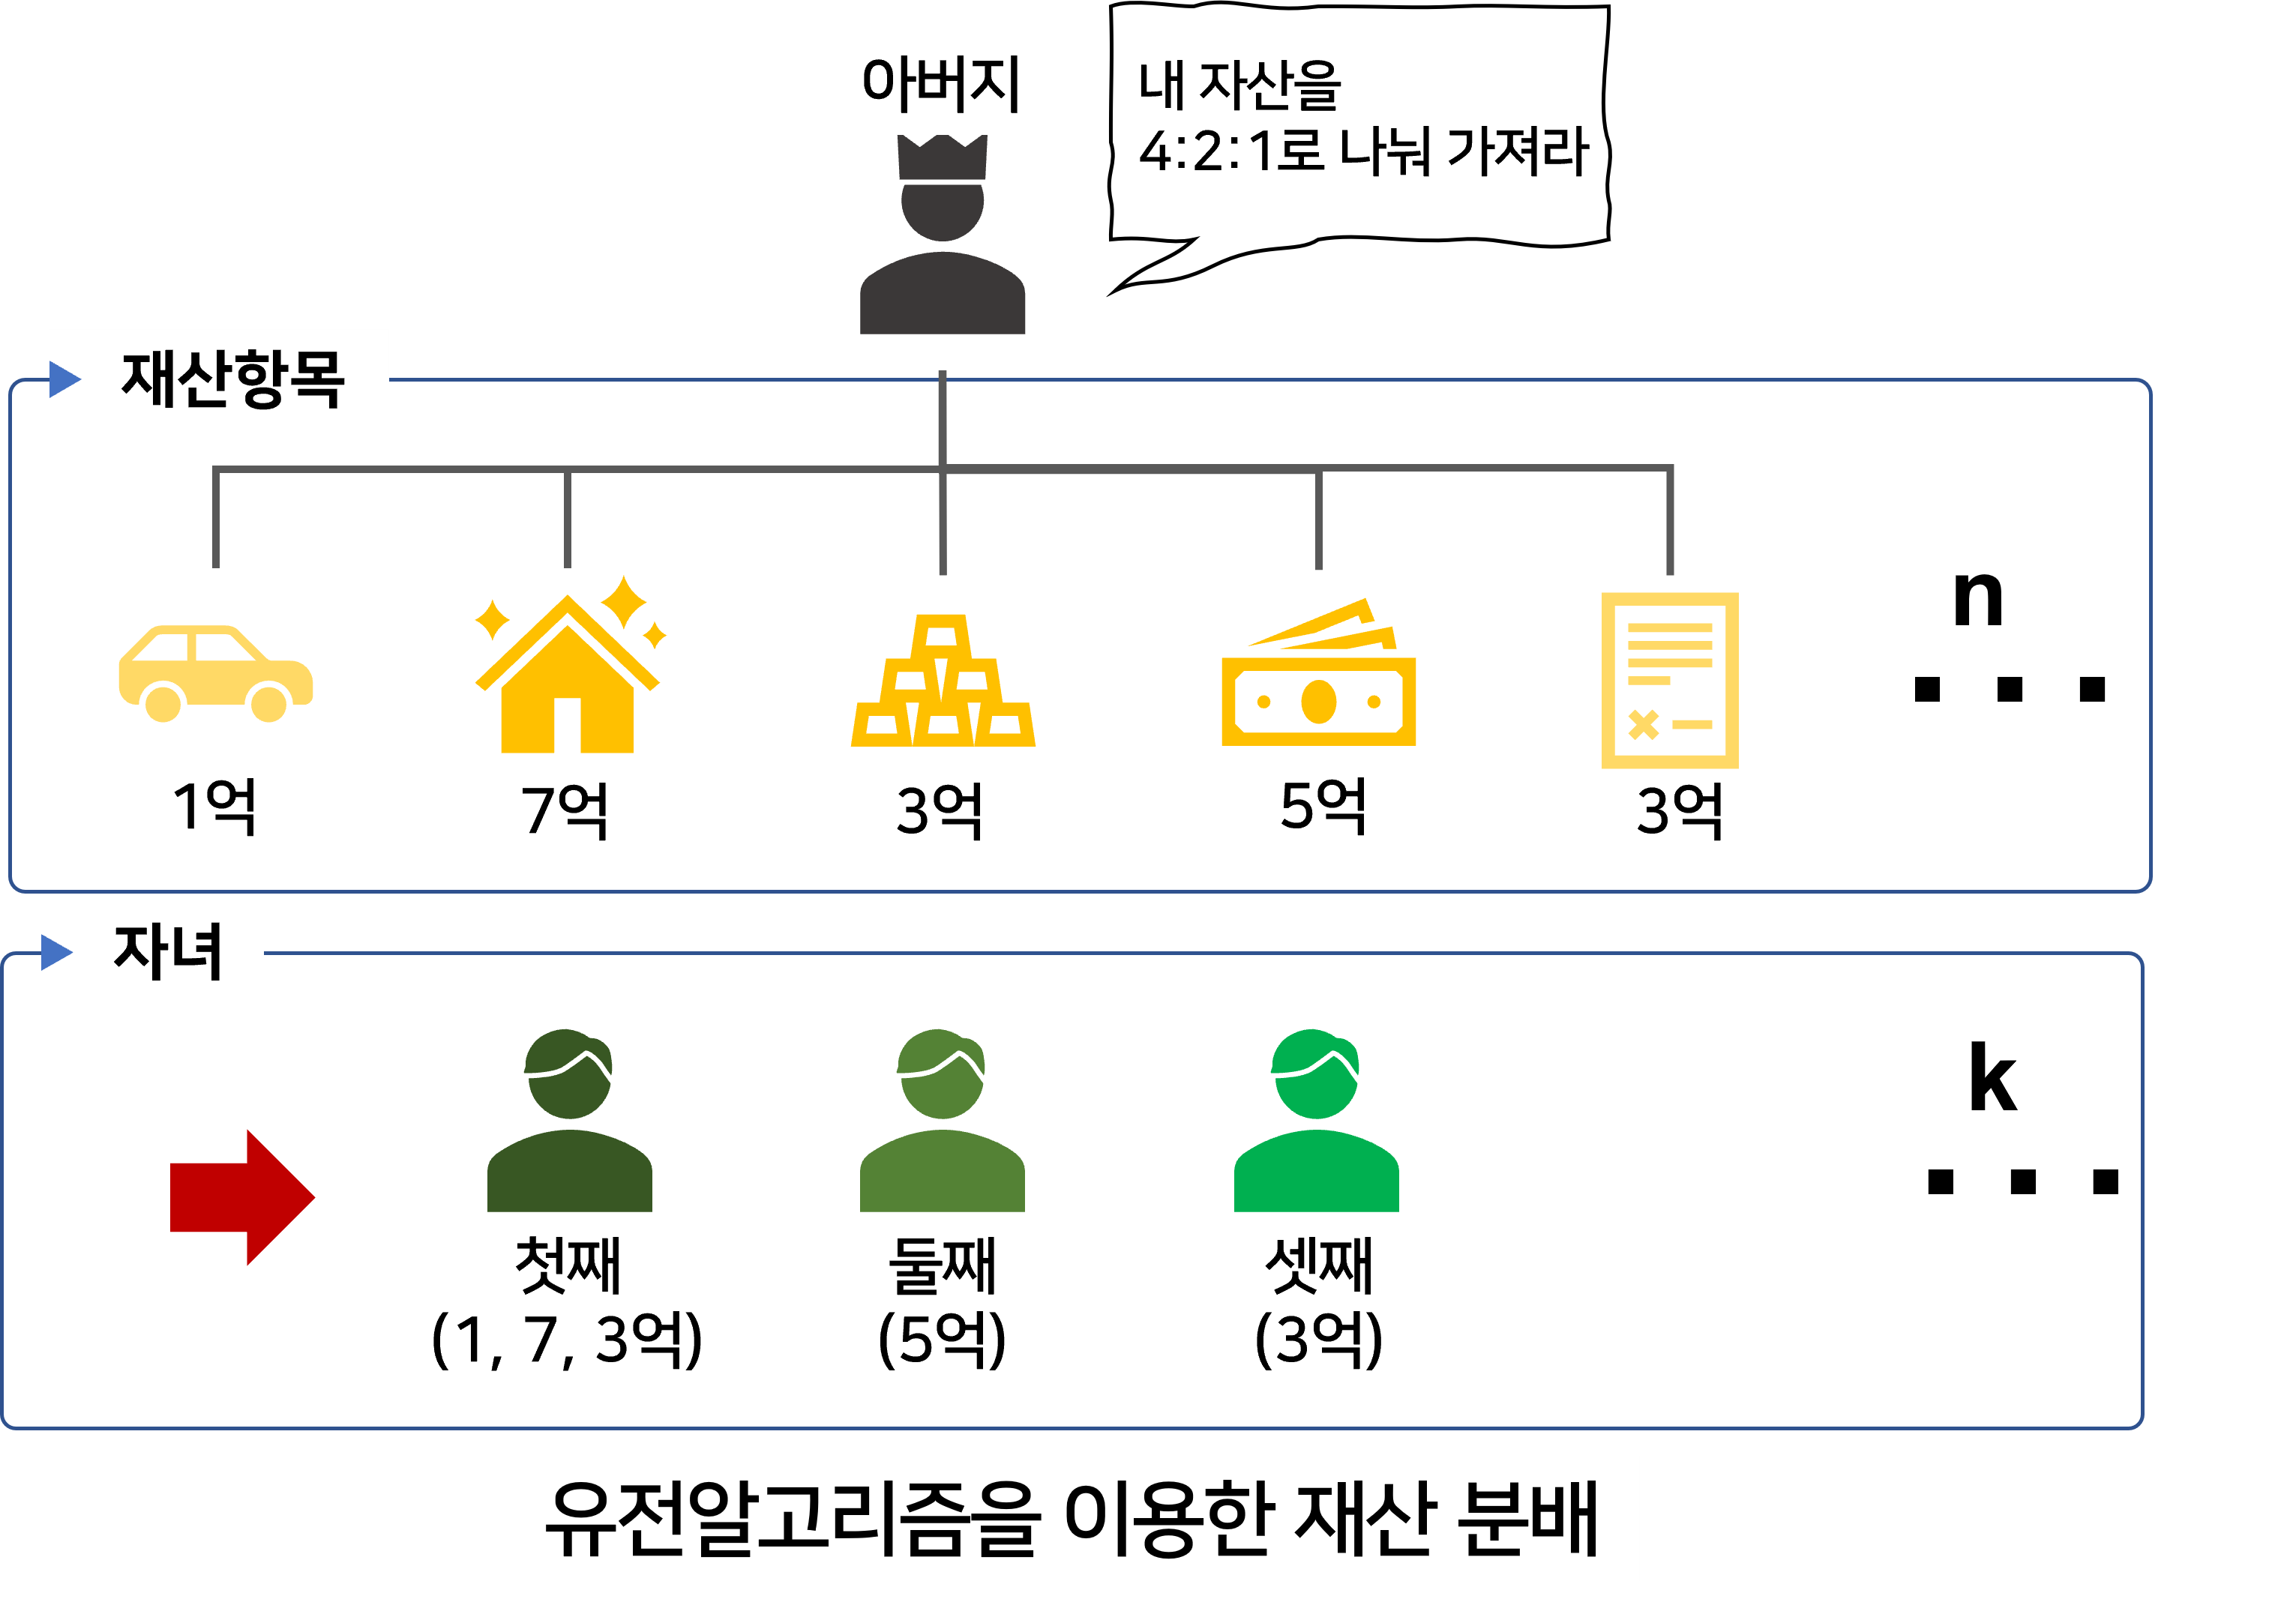 아버지
내 자산을
4:2:1로 나눠 가져라
재산항목
n
1억
7억
3억
5억
3억
자녀
k
첫째
(1, 7, 3억)
둘째
(5억)
셋째
(3억)
유전알고리즘을 이용한 재산 분배